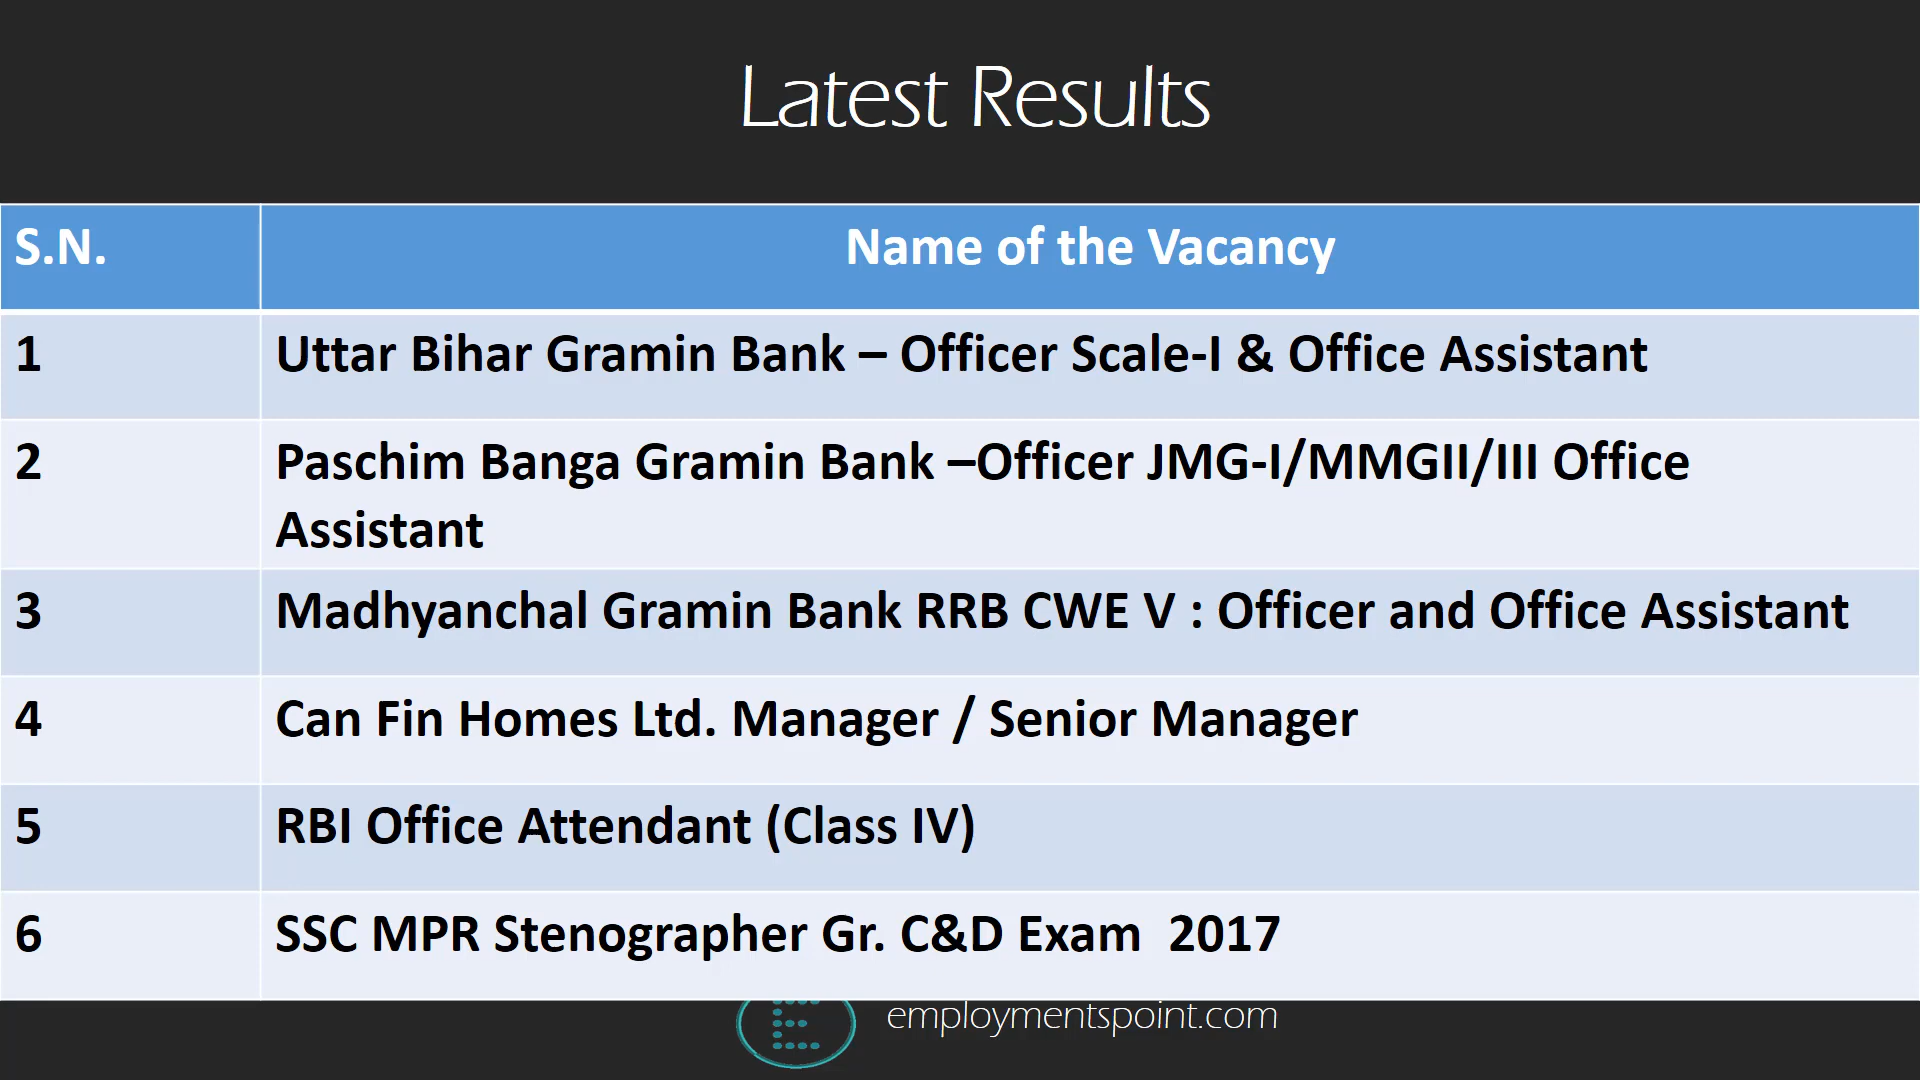 Latest Results
S.N. Name of the Vacancy
1 Uttar Bihar Gramin Bank – Officer Scale-I & Office Assistant
2 Paschim Banga Gramin Bank –Officer JMG-I/MMGII/III Office
Assistant
3 Madhyanchal Gramin Bank RRB CWE V : Officer and Office Assistant
4 Can Fin Homes Ltd. Manager / Senior Manager
5 RBI Office Attendant (Class IV)
6 SSC MPR Stenographer Gr. C&D Exam  2017
E employmentspoint.com